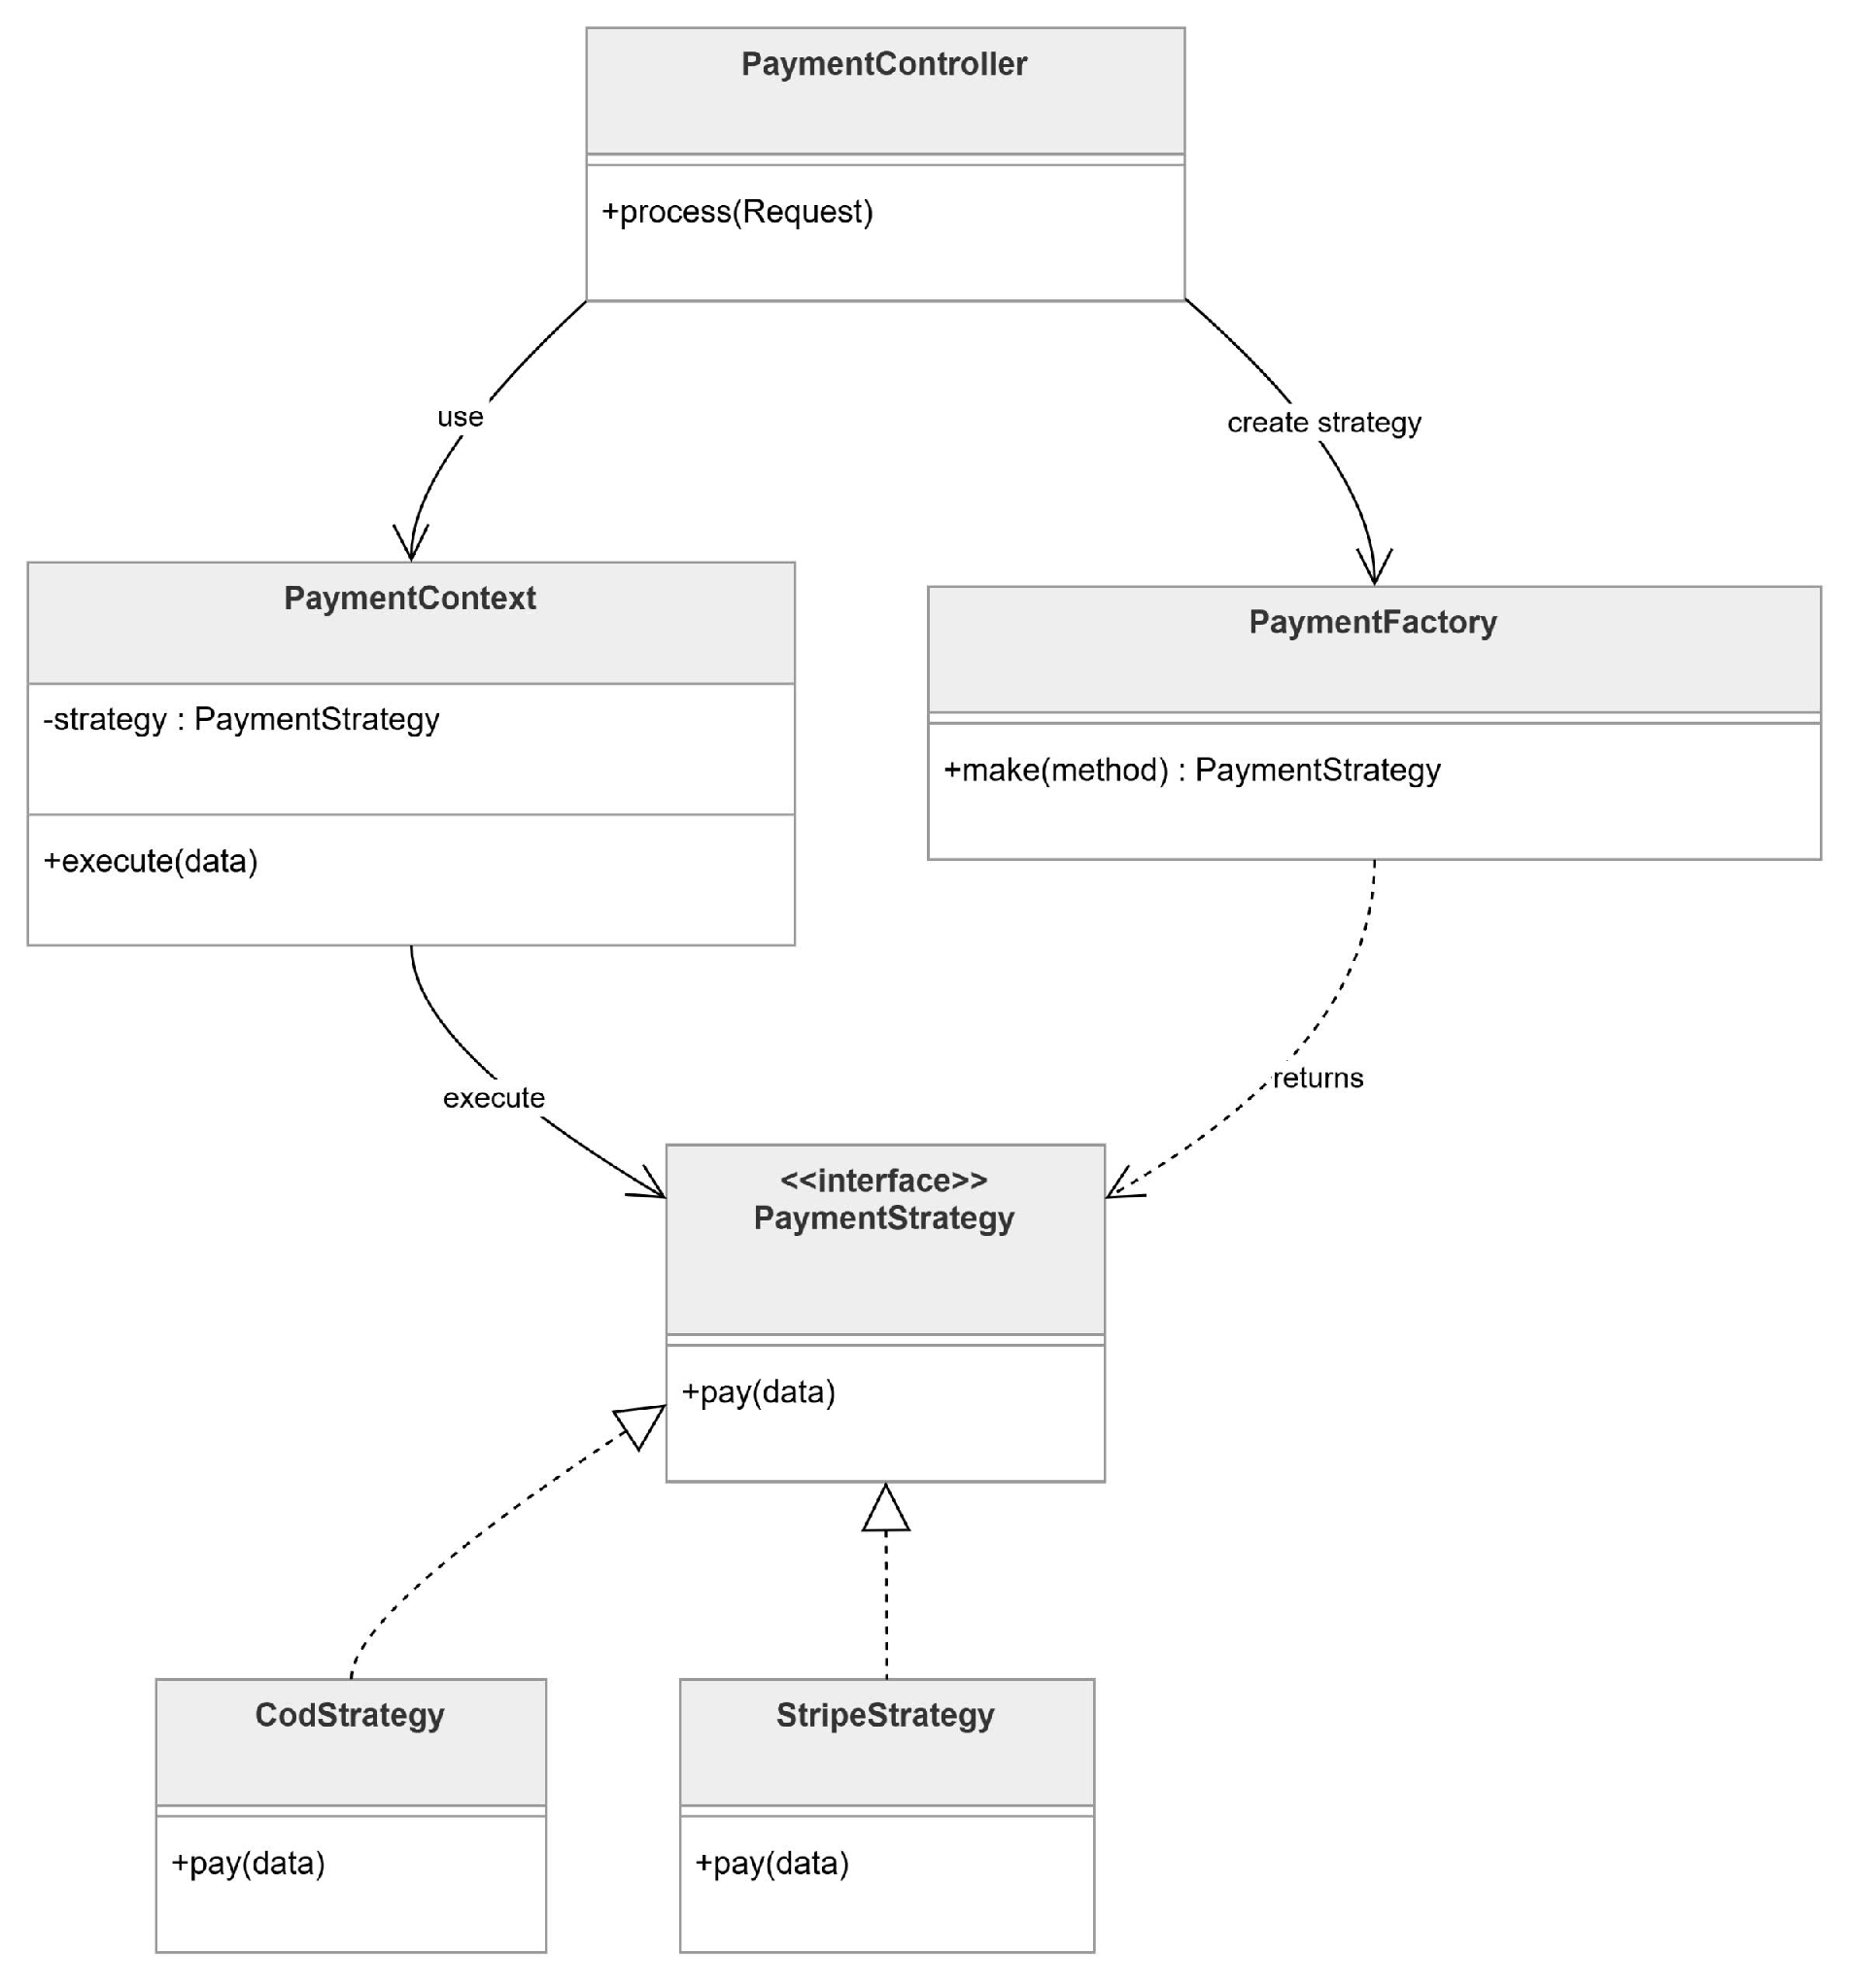 PaymentController
+process(Request)
use
create strategy
PaymentContext
-strategy : PaymentStrategy
+execute(data)
PaymentFactory
+make(method) : PaymentStrategy
execute
returns
<<interface>>
PaymentStrategy
+pay(data)
CodStrategy
+pay(data)
StripeStrategy
+pay(data)